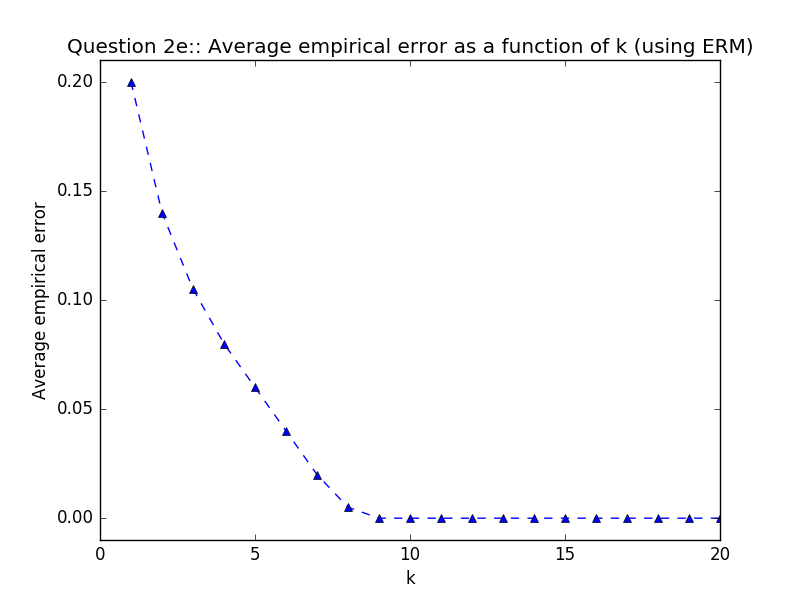 Question 2e:: Average empirical error as a function of k (using ERM)
0.20
0.15
0.10
0.05
0.00
Average empirical error
0 5 10 15 20
k